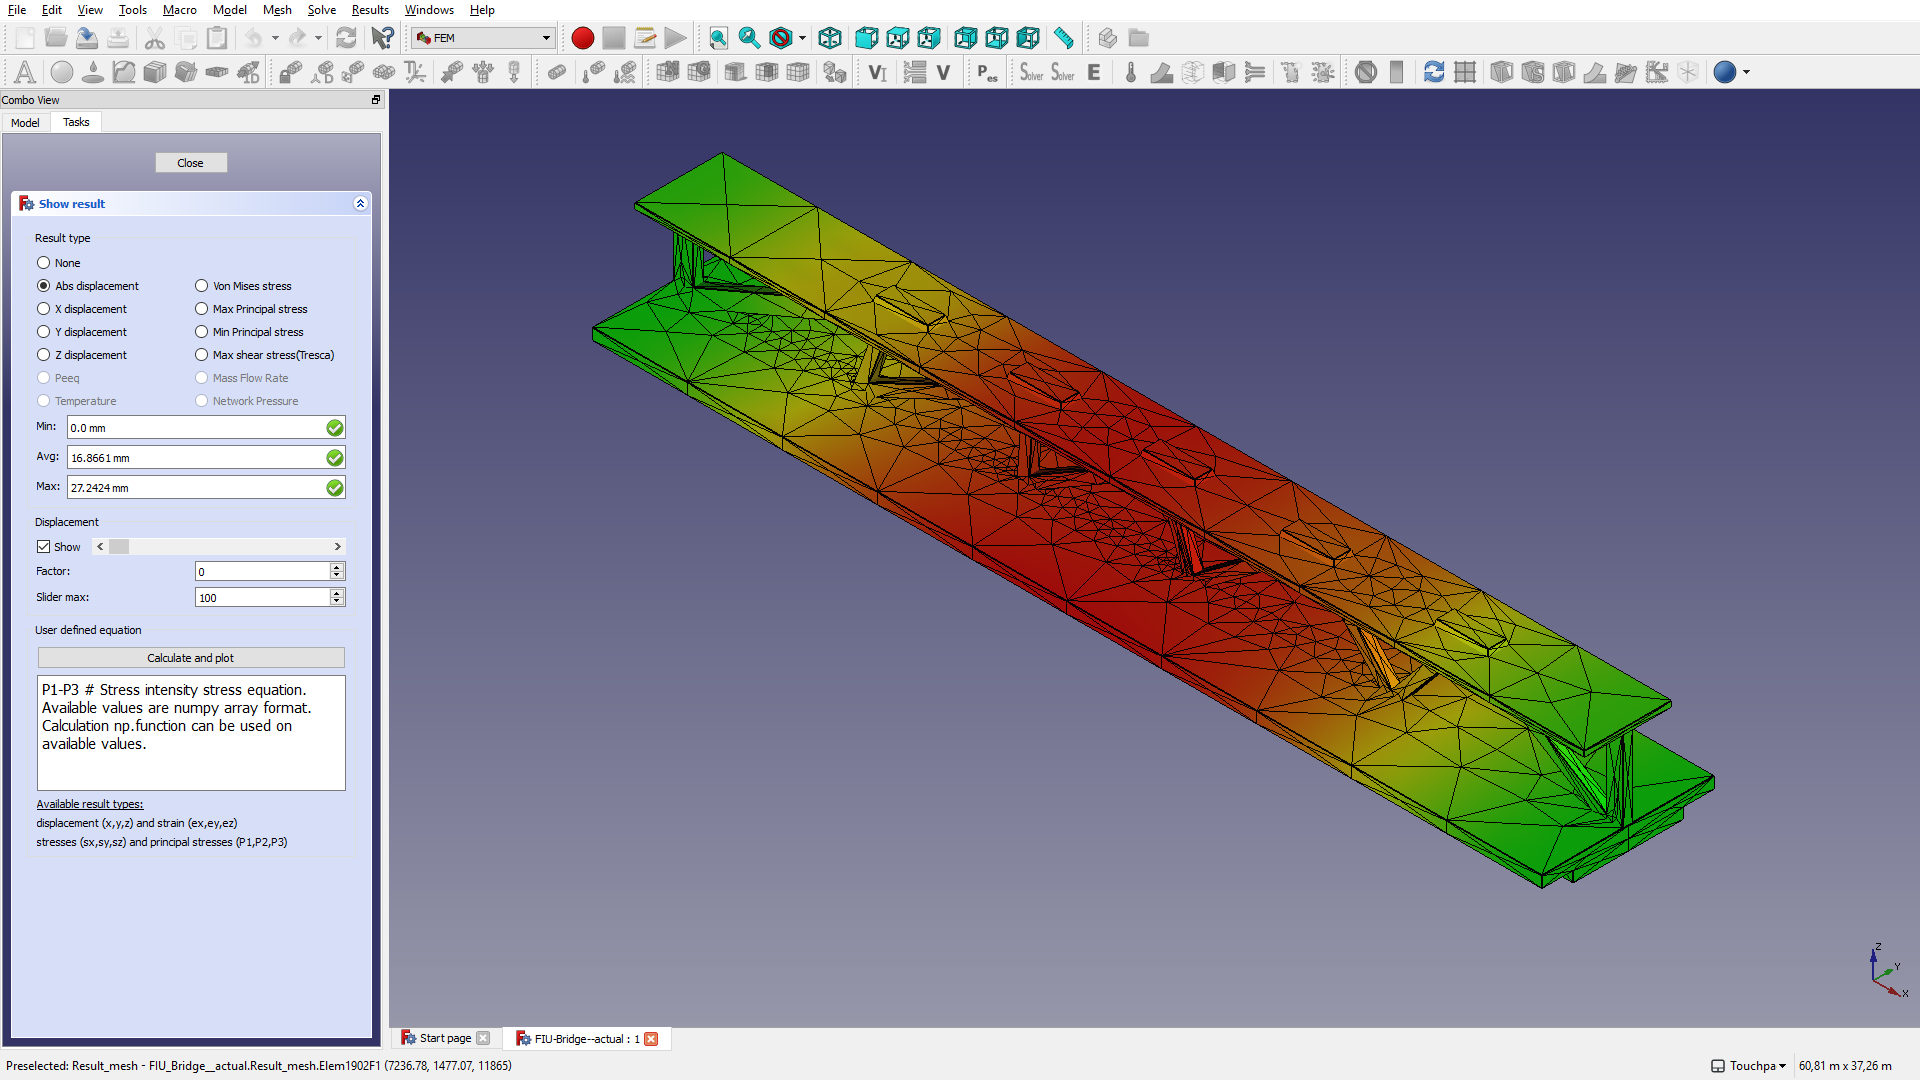 File Edit View Tools Macro Model Mesh Solve Results Windows Help
FEM
A VI V Pes Solver Solver E
Combo View
Model Tasks
Close
Show result
Result type
None
Abs displacement Von Mises stress
X displacement Max Principal stress
Y displacement Min Principal stress
Z displacement Max shear stress(Tresca)
Peeq Mass Flow Rate
Temperature Network Pressure
Min: 0.0 mm
Avg: 16.8661 mm
Max: 27.2424 mm
Displacement
Show
Factor: 0
Slider max: 100
User defined equation
Calculate and plot
P1-P3 # Stress intensity stress equation.
Available values are numpy array format.
Calculation np.function can be used on
available values.
Available result types:
displacement (x,y,z) and strain (ex,ey,ez)
stresses (sx,sy,sz) and principal stresses (P1,P2,P3)
Z
Y
X
Start page FIU-Bridge--actual : 1
Preselected: Result_mesh - FIU_Bridge__actual.Result_mesh.Elem1902F1 (7236.78, 1477.07, 11865) Touchpa 60,81 m x 37,26 m